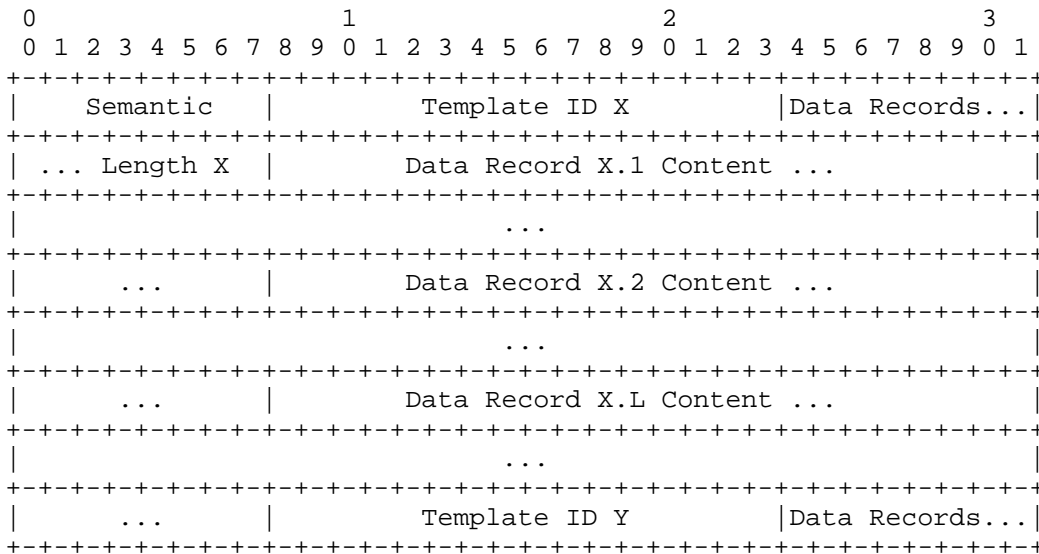 0                   1                   2                   3
 0 1 2 3 4 5 6 7 8 9 0 1 2 3 4 5 6 7 8 9 0 1 2 3 4 5 6 7 8 9 0 1
+-+-+-+-+-+-+-+-+-+-+-+-+-+-+-+-+-+-+-+-+-+-+-+-+-+-+-+-+-+-+-+-+
|    Semantic   |         Template ID X         |Data Records...|
+-+-+-+-+-+-+-+-+-+-+-+-+-+-+-+-+-+-+-+-+-+-+-+-+-+-+-+-+-+-+-+-+
| ... Length X  |        Data Record X.1 Content ...            |
+-+-+-+-+-+-+-+-+-+-+-+-+-+-+-+-+-+-+-+-+-+-+-+-+-+-+-+-+-+-+-+-+
|                              ...                              |
+-+-+-+-+-+-+-+-+-+-+-+-+-+-+-+-+-+-+-+-+-+-+-+-+-+-+-+-+-+-+-+-+
|      ...      |        Data Record X.2 Content ...            |
+-+-+-+-+-+-+-+-+-+-+-+-+-+-+-+-+-+-+-+-+-+-+-+-+-+-+-+-+-+-+-+-+
|                              ...                              |
+-+-+-+-+-+-+-+-+-+-+-+-+-+-+-+-+-+-+-+-+-+-+-+-+-+-+-+-+-+-+-+-+
|      ...      |        Data Record X.L Content ...            |
+-+-+-+-+-+-+-+-+-+-+-+-+-+-+-+-+-+-+-+-+-+-+-+-+-+-+-+-+-+-+-+-+
|                              ...                              |
+-+-+-+-+-+-+-+-+-+-+-+-+-+-+-+-+-+-+-+-+-+-+-+-+-+-+-+-+-+-+-+-+
|      ...      |         Template ID Y         |Data Records...|
+-+-+-+-+-+-+-+-+-+-+-+-+-+-+-+-+-+-+-+-+-+-+-+-+-+-+-+-+-+-+-+-+